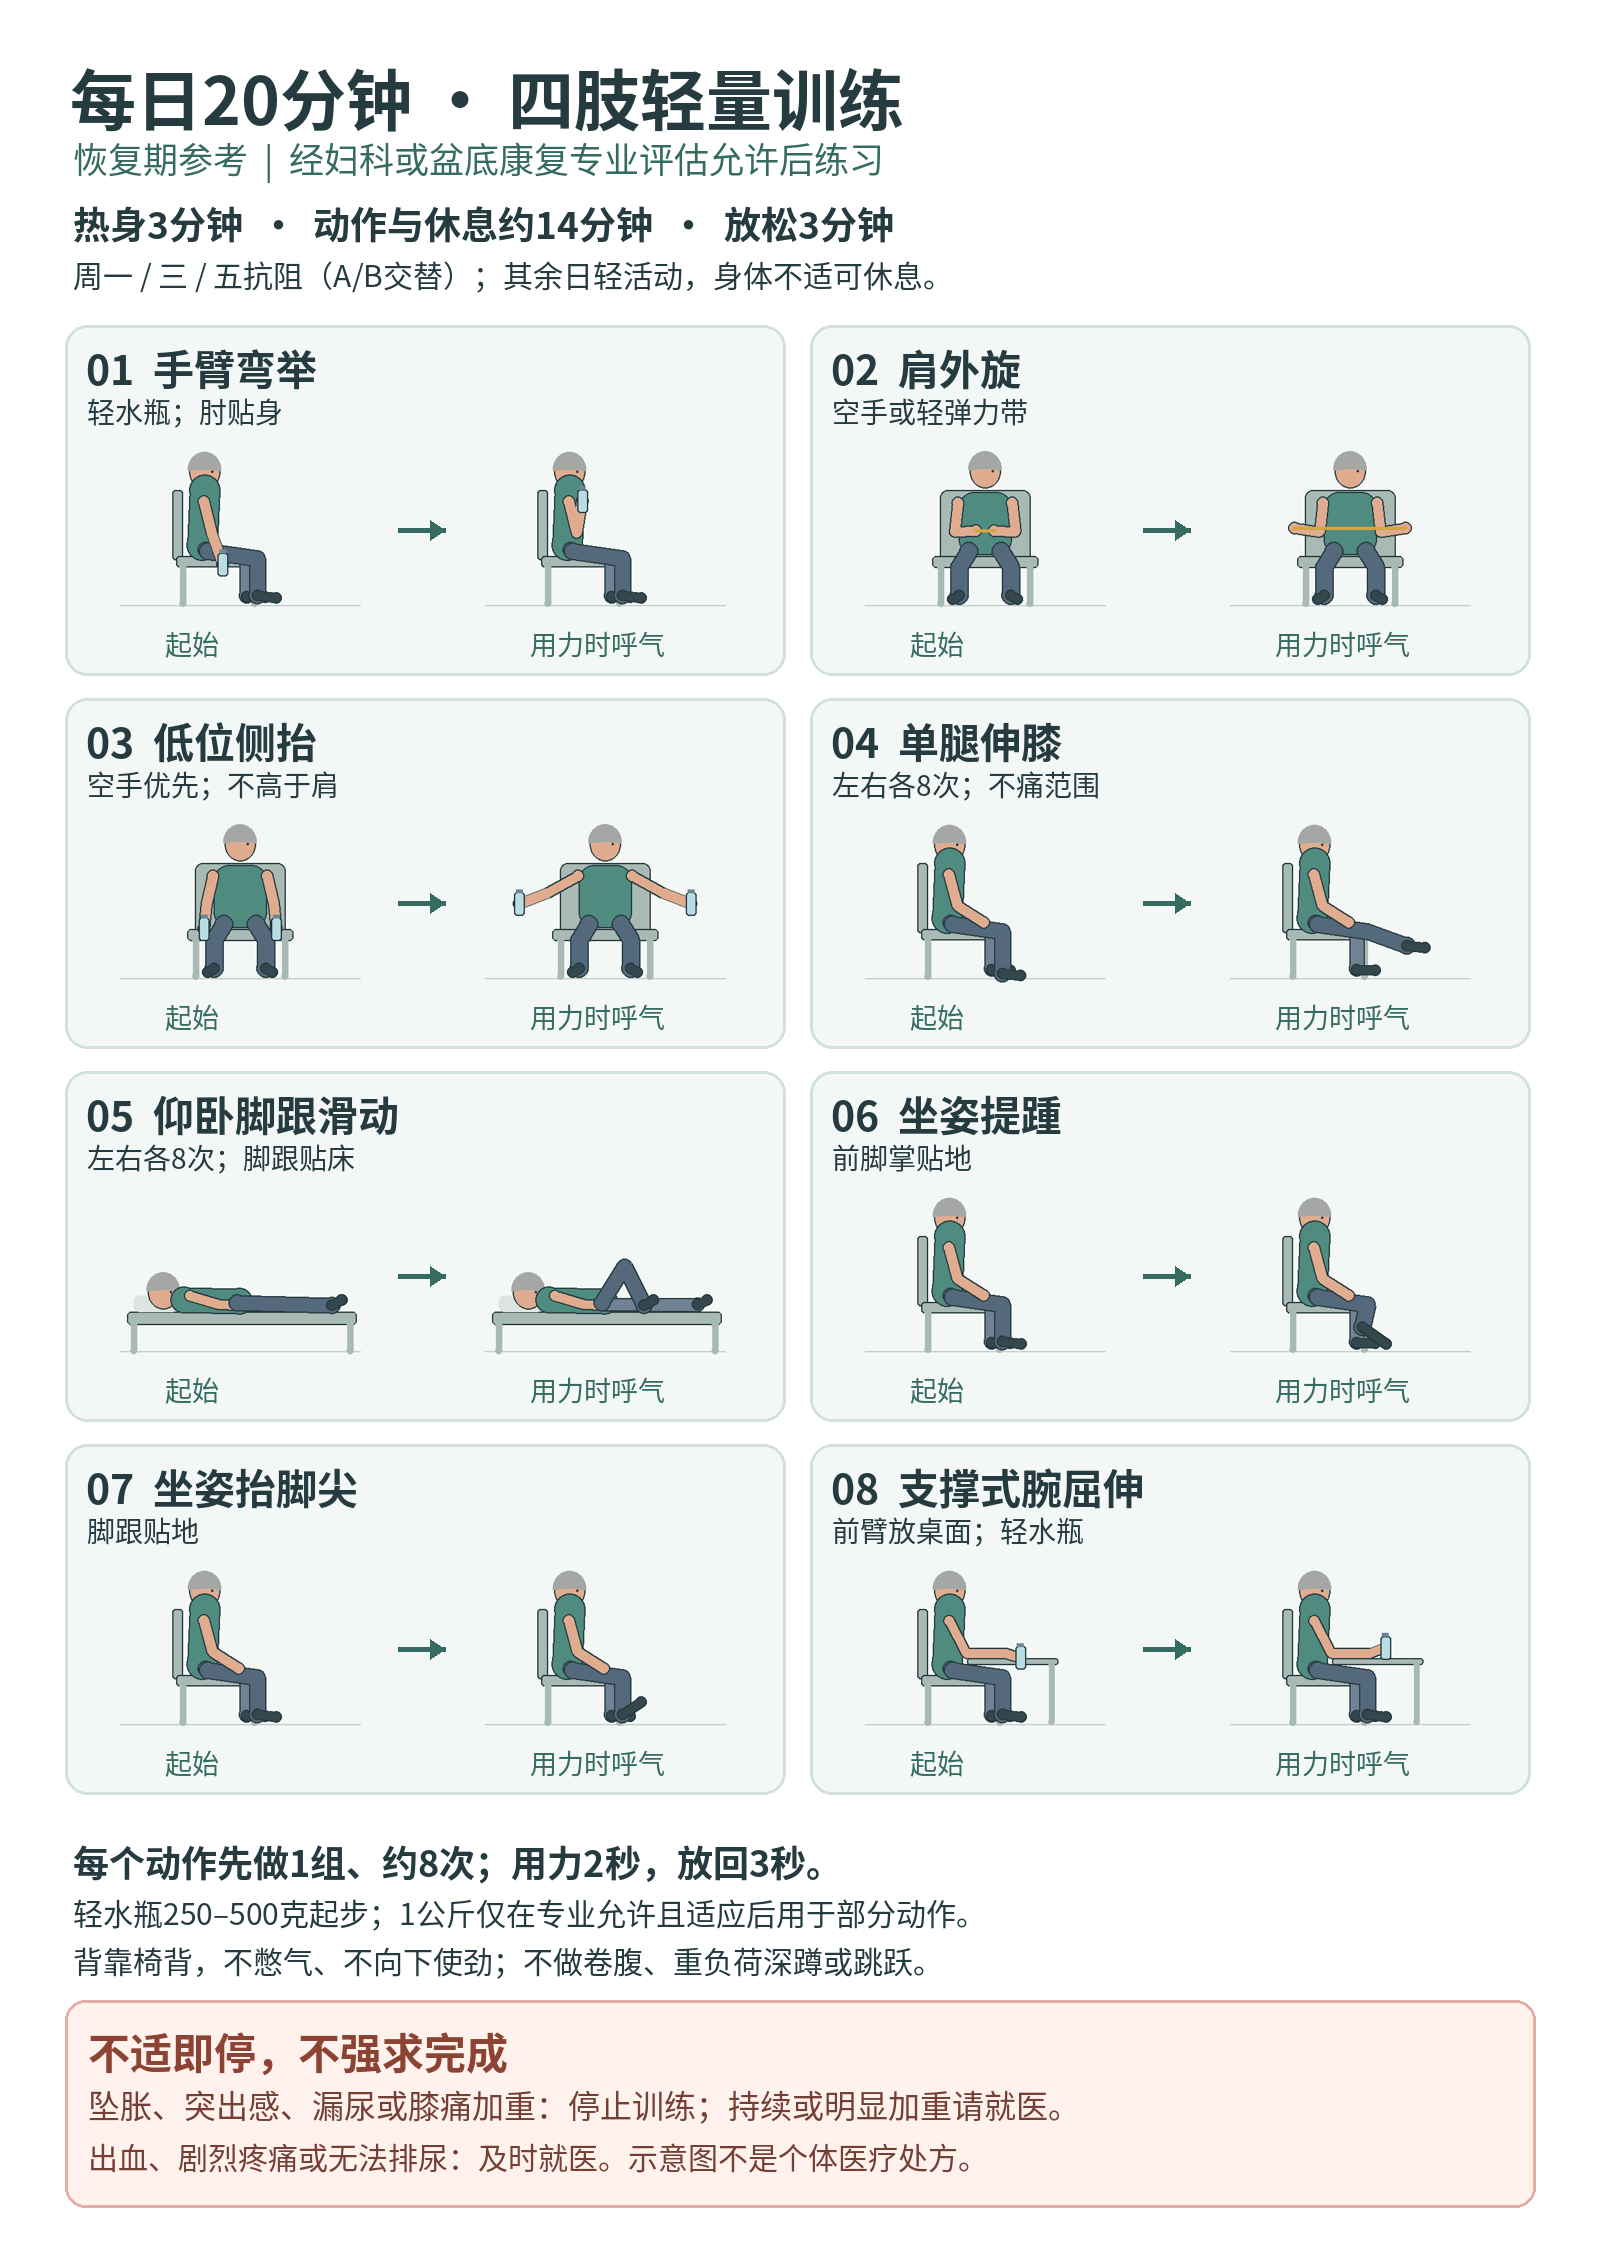 每日20分钟 · 四肢轻量训练
恢复期参考 | 经妇科或盆底康复专业评估允许后练习
热身3分钟 · 动作与休息约14分钟 · 放松3分钟
周一 / 三 / 五抗阻（A/B交替）；其余日轻活动，身体不适可休息。
01 手臂弯举
轻水瓶；肘贴身
起始
用力时呼气
02 肩外旋
空手或轻弹力带
起始
用力时呼气
03 低位侧抬
空手优先；不高于肩
起始
用力时呼气
04 单腿伸膝
左右各8次；不痛范围
起始
用力时呼气
05 仰卧脚跟滑动
左右各8次；脚跟贴床
起始
用力时呼气
06 坐姿提踵
前脚掌贴地
起始
用力时呼气
07 坐姿抬脚尖
脚跟贴地
起始
用力时呼气
08 支撑式腕屈伸
前臂放桌面；轻水瓶
起始
用力时呼气
每个动作先做1组、约8次；用力2秒，放回3秒。
轻水瓶250–500克起步；1公斤仅在专业允许且适应后用于部分动作。
背靠椅背，不憋气、不向下使劲；不做卷腹、重负荷深蹲或跳跃。
不适即停，不强求完成
坠胀、突出感、漏尿或膝痛加重：停止训练；持续或明显加重请就医。
出血、剧烈疼痛或无法排尿：及时就医。示意图不是个体医疗处方。